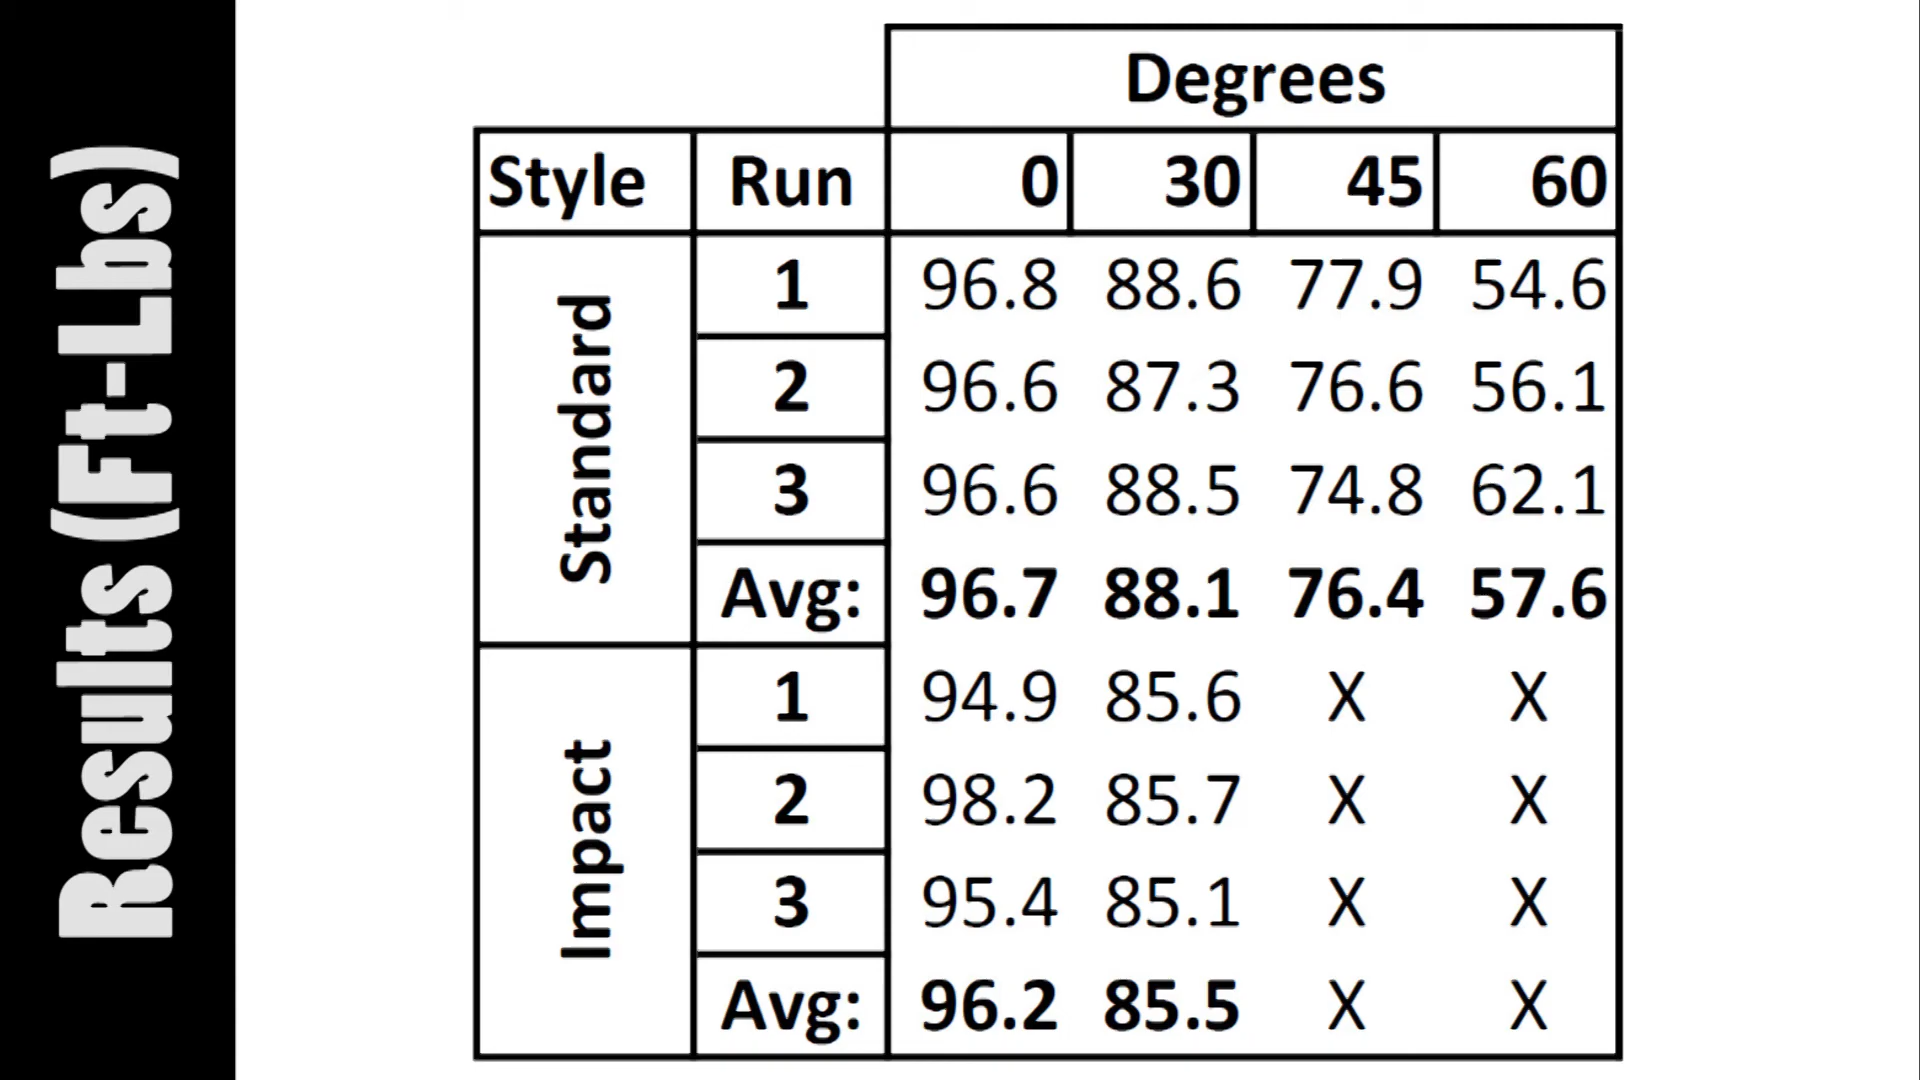 Results (Ft-Lbs)
Degrees
Style Run 0 30 45 60
Standard
1 96.8 88.6 77.9 54.6
2 96.6 87.3 76.6 56.1
3 96.6 88.5 74.8 62.1
Avg: 96.7 88.1 76.4 57.6
Impact
1 94.9 85.6 X X
2 98.2 85.7 X X
3 95.4 85.1 X X
Avg: 96.2 85.5 X X